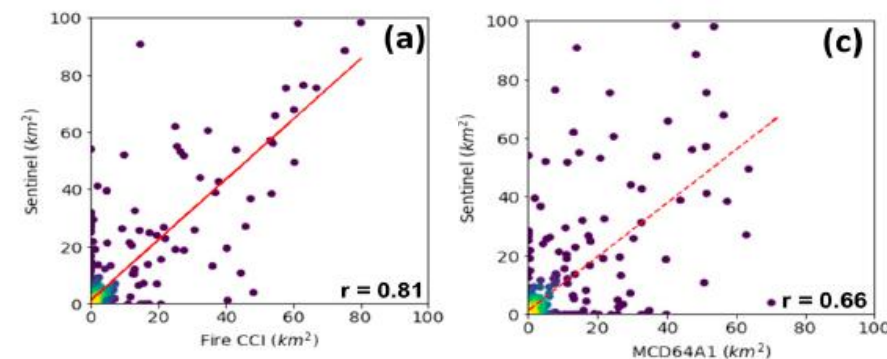 100
80
60
40
20
0
Sentinel (km²)
(a)
r = 0.81
0 20 40 60 80 100
Fire CCI (km²)
100
80
60
40
20
0
Sentinel (km²)
(c)
r = 0.66
0 20 40 60 80 100
MCD64A1 (km²)